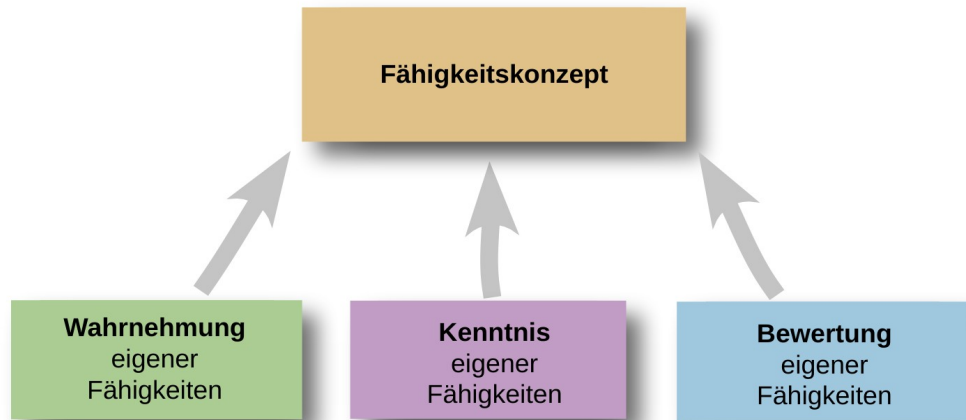 Fähigkeitskonzept
Wahrnehmung
eigener
Fähigkeiten
Kenntnis
eigener
Fähigkeiten
Bewertung
eigener
Fähigkeiten